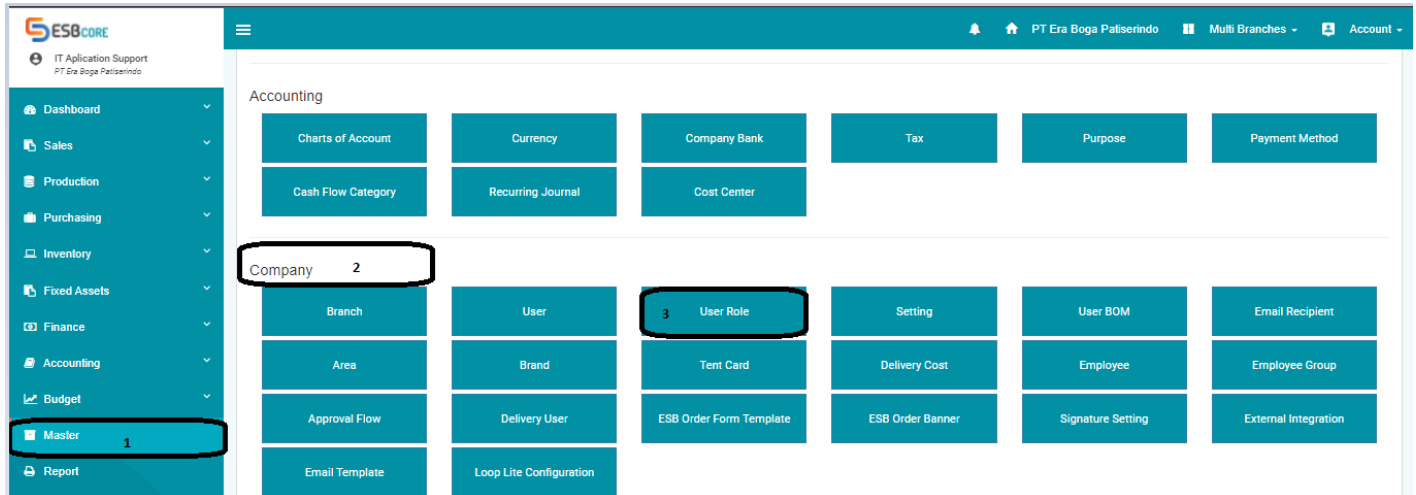 ESBCORE
IT Aplication Support
PT Era Boga Patiserindo
PT Era Boga Patiserindo
Multi Branches
Account
Dashboard
Sales
Production
Purchasing
Inventory
Fixed Assets
Finance
Accounting
Budget
Master 1
Report
Accounting
Charts of Account Currency Company Bank Tax Purpose Payment Method
Cash Flow Category Recurring Journal Cost Center
Company 2
Branch User 3 User Role Setting User BOM Email Recipient
Area Brand Tent Card Delivery Cost Employee Employee Group
Approval Flow Delivery User ESB Order Form Template ESB Order Banner Signature Setting External Integration
Email Template Loop Lite Configuration